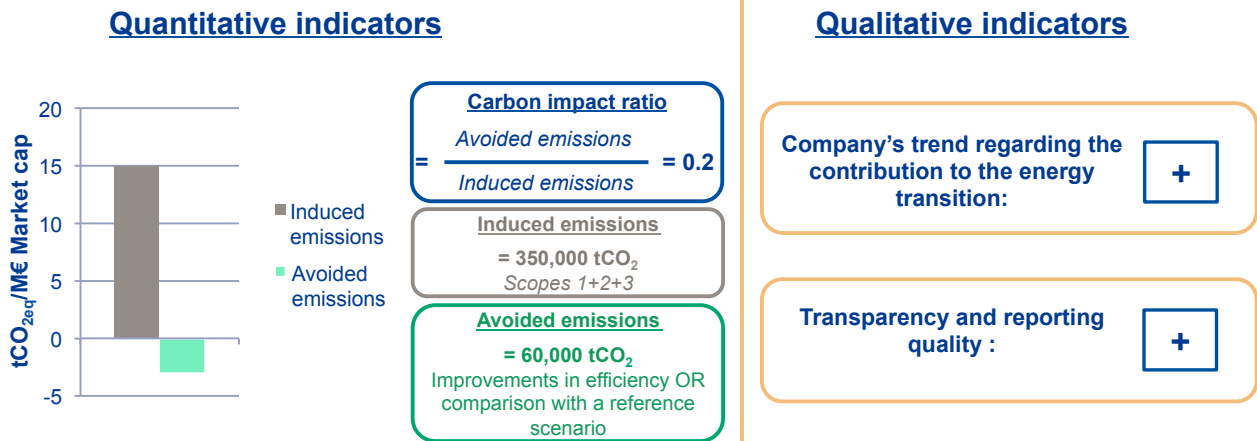 Quantitative indicators
tCO2eq/M€ Market cap
20
15
10
5
0
-5
Induced
emissions
Avoided
emissions
Carbon impact ratio
= Avoided emissions = 0.2
Induced emissions
Induced emissions
= 350,000 tCO2
Scopes 1+2+3
Avoided emissions
= 60,000 tCO2
Improvements in efficiency OR
comparison with a reference
scenario
Qualitative indicators
Company's trend regarding the
contribution to the energy
transition:
+
Transparency and reporting
quality :
+